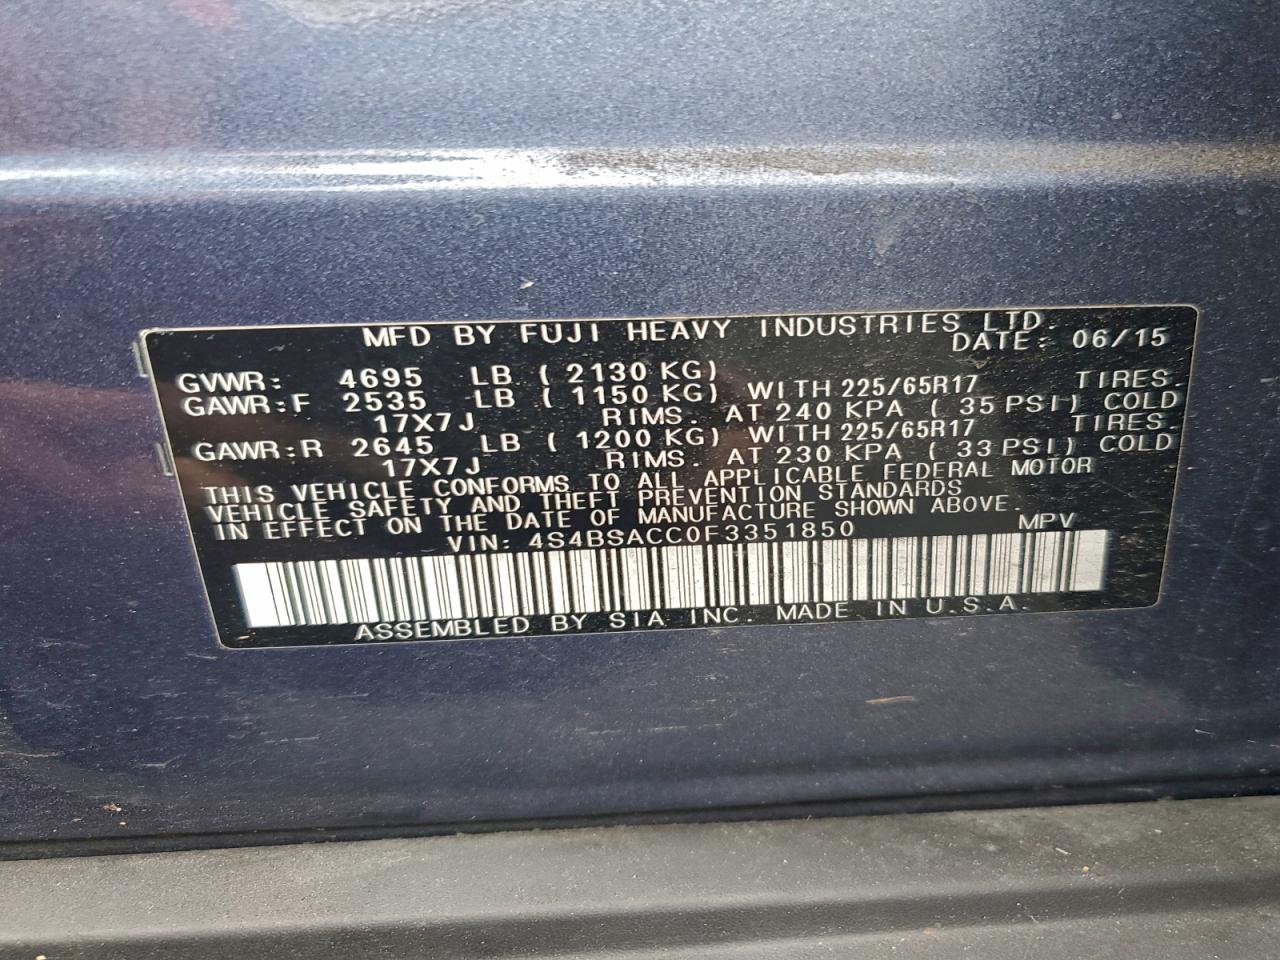 MFD BY FUJI HEAVY INDUSTRIES LTD.
DATE: 06/15
GVWR: 4695 LB ( 2130 KG)
GAWR:F 2535 LB ( 1150 KG) WITH 225/65R17 TIRES.
17X7J RIMS. AT 240 KPA ( 35 PSI) COLD
GAWR:R 2645 LB ( 1200 KG) WITH 225/65R17 TIRES.
17X7J RIMS. AT 230 KPA ( 33 PSI) COLD
THIS VEHICLE CONFORMS TO ALL APPLICABLE FEDERAL MOTOR
VEHICLE SAFETY AND THEFT PREVENTION STANDARDS
IN EFFECT ON THE DATE OF MANUFACTURE SHOWN ABOVE.
VIN: 4S4BSACC0F3351850 MPV
ASSEMBLED BY SIA INC. MADE IN U.S.A.